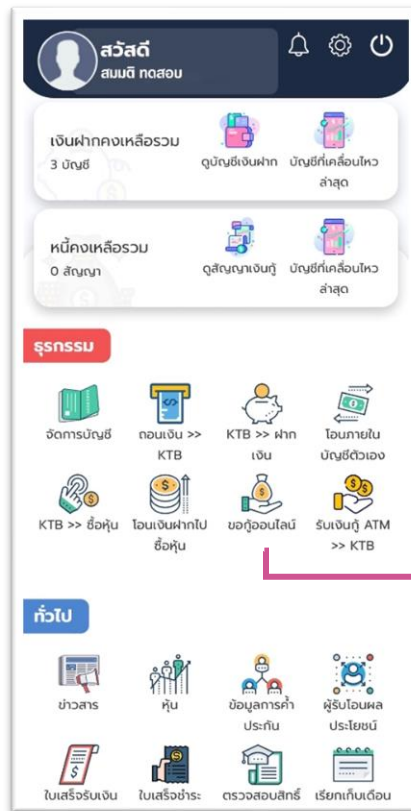 สวัสดี
สมมติ ทดสอบ
เงินฝากคงเหลือรวม
3 บัญชี
ดูบัญชีเงินฝาก
บัญชีที่เคลื่อนไหว
ล่าสุด
หนี้คงเหลือรวม
0 สัญญา
ดูสัญญาเงินกู้
บัญชีที่เคลื่อนไหว
ล่าสุด
ธุรกรรม
จัดการบัญชี
ถอนเงิน >>
KTB
KTB >> ฝาก
เงิน
โอนภายใน
บัญชีตัวเอง
KTB >> ซื้อหุ้น
โอนเงินฝากไป
ซื้อหุ้น
ขอกู้ออนไลน์
รับเงินกู้ ATM
>> KTB
ทั่วไป
ข่าวสาร
หุ้น
ข้อมูลการค้ำ
ประกัน
ผู้รับโอนผล
ประโยชน์
ใบเสร็จรับเงิน
ใบเสร็จชำระ
ตรวจสอบสิทธิ์
เรียกเก็บเดือน